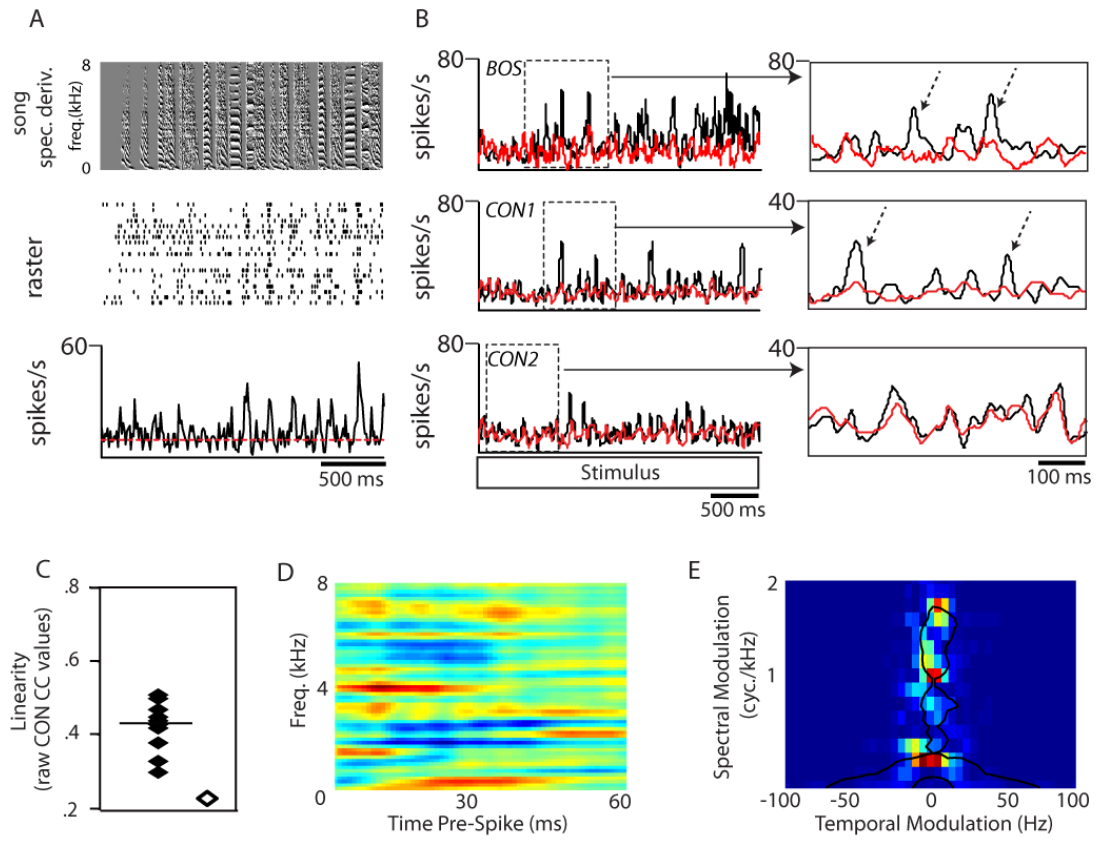 A
song
spec. deriv.
freq.(kHz)
8
0
raster
60
spikes/s
500 ms
B
80
BOS
spikes/s
80
80
CON1
spikes/s
40
80
CON2
spikes/s
40
Stimulus
500 ms
100 ms
C
Linearity
(raw CON CC values)
.8
.6
.4
.2
D
Freq. (kHz)
8
4
0
30
60
Time Pre-Spike (ms)
E
Spectral Modulation
(cyc./kHz)
2
1
-100
-50
0
50
100
Temporal Modulation (Hz)